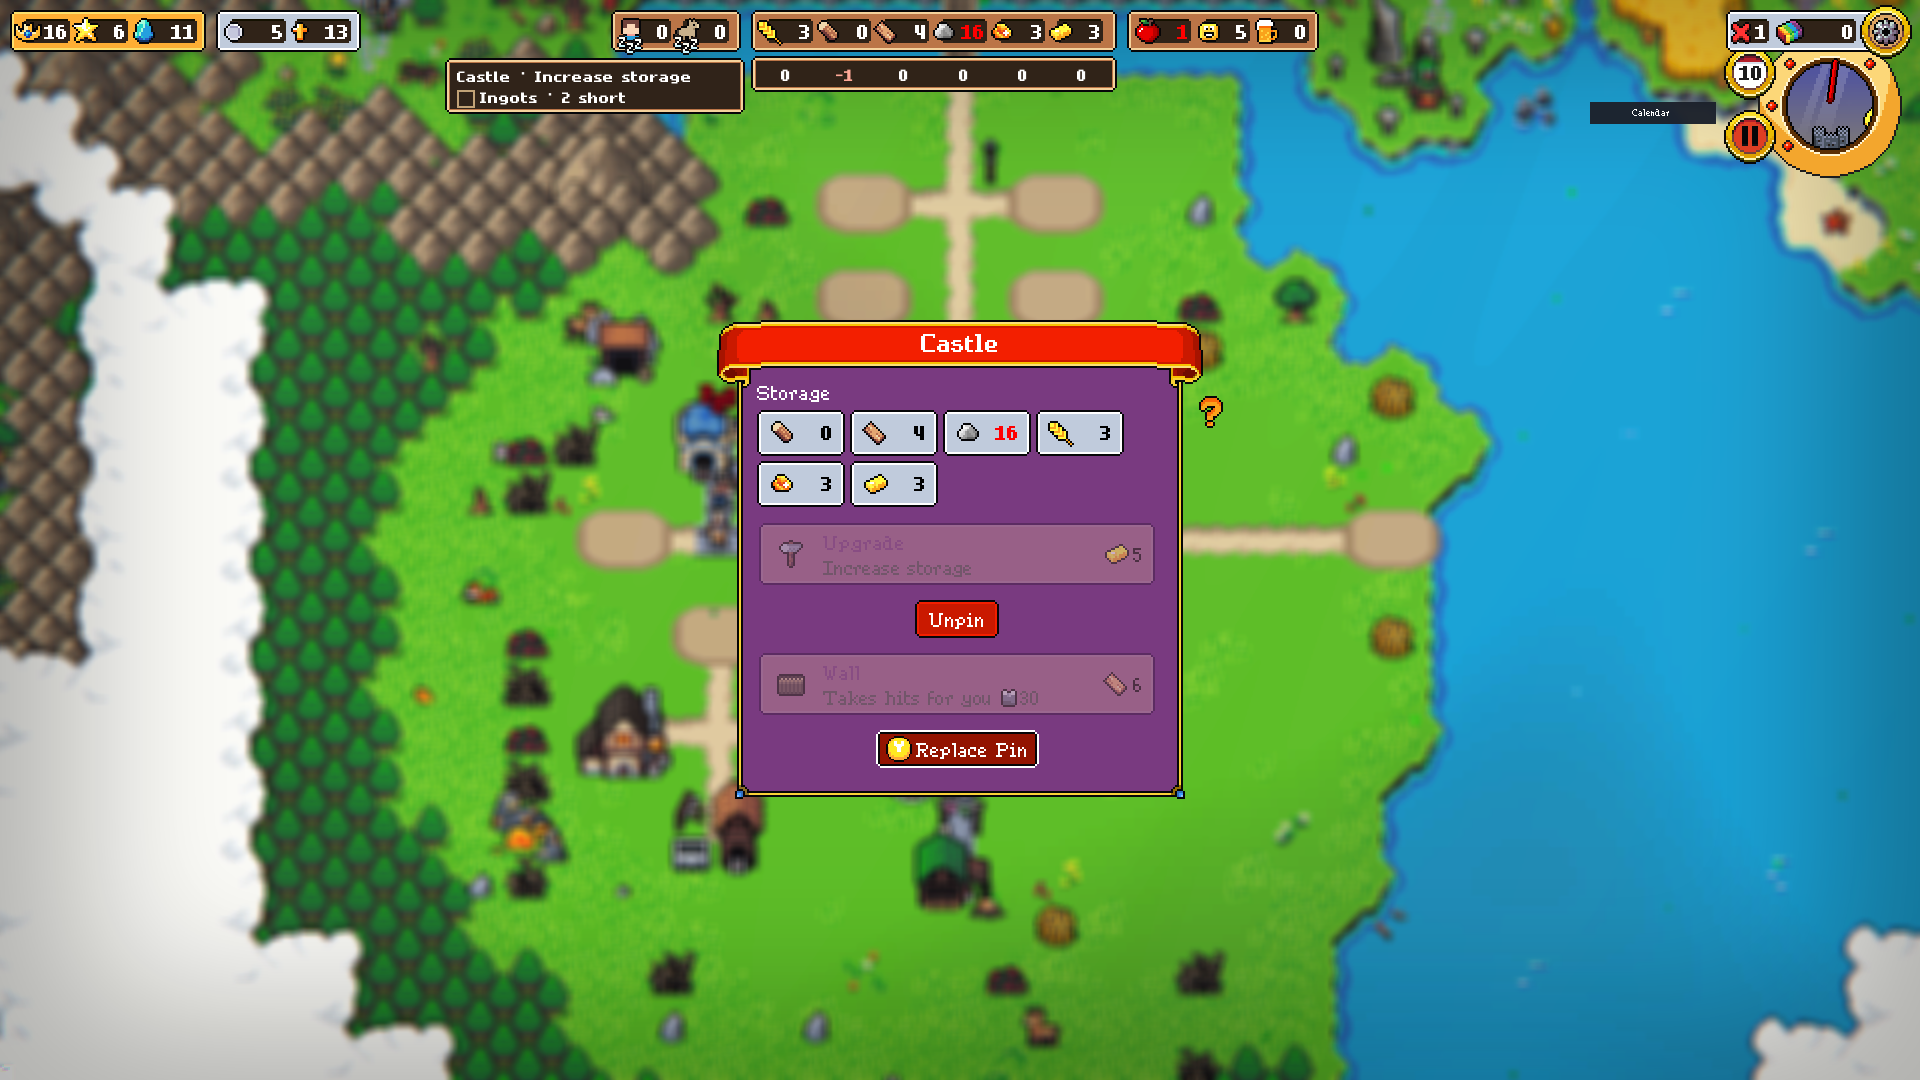 16 6 11 5 13 0 0 3 0 4 16 3 3 1 5 0 1 0
zzz zzz
0 -1 0 0 0 0
10
Castle · Increase storage
Ingots · 2 short
Calendar
Castle
Storage
0 4 16 3
3 3
Upgrade
Increase storage 5
Unpin
Wall
Takes hits for you 30 6
Y Replace Pin
?